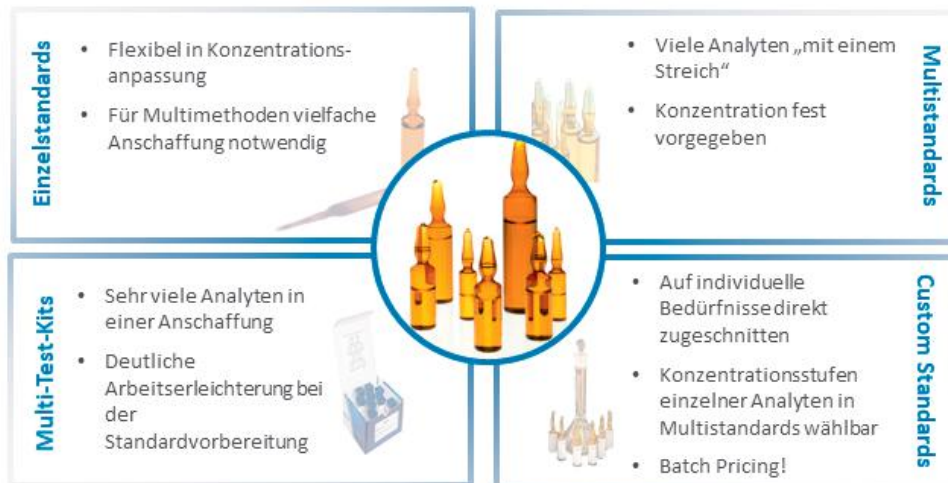 Einzelstandards
• Flexibel in Konzentrations-
anpassung
• Für Multimethoden vielfache
Anschaffung notwendig
Multistandards
• Viele Analyten „mit einem
Streich“
• Konzentration fest
vorgegeben
Multi-Test-Kits
• Sehr viele Analyten in
einer Anschaffung
• Deutliche
Arbeitserleichterung bei
der
Standardvorbereitung
Custom Standards
• Auf individuelle
Bedürfnisse direkt
zugeschnitten
• Konzentrationsstufen
einzelner Analyten in
Multistandards wählbar
• Batch Pricing!